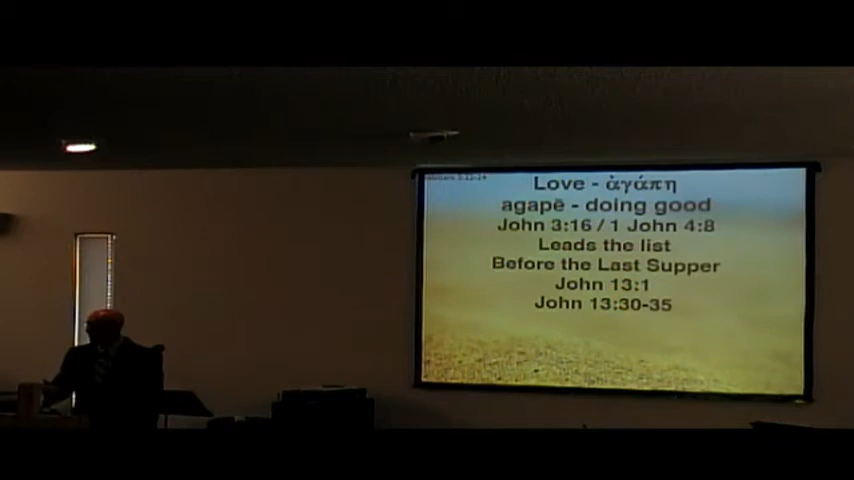 Love - ἀγάπη
agapē - doing good
John 3:16 / 1 John 4:8
Leads the list
Before the Last Supper
John 13:1
John 13:30-35